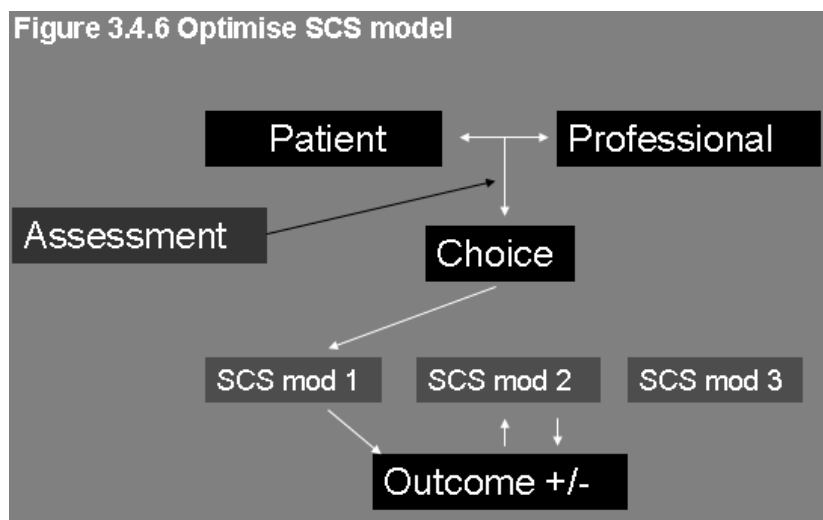 Figure 3.4.6 Optimise SCS model
Patient
Professional
Assessment
Choice
SCS mod 1
SCS mod 2
SCS mod 3
Outcome +/-